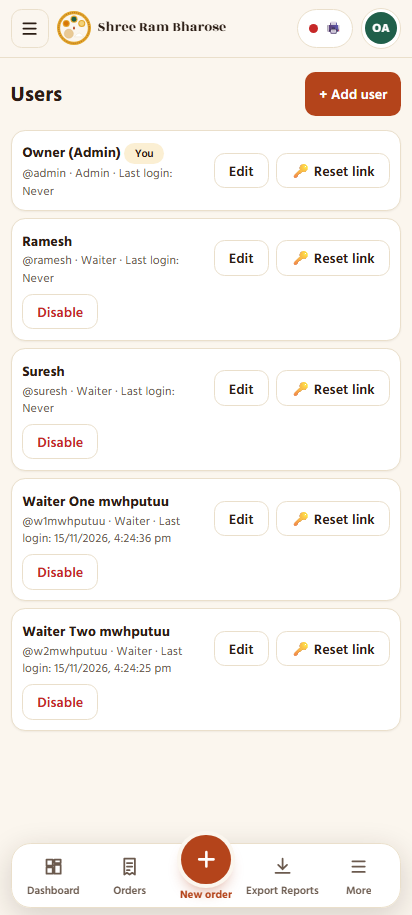 Shree Ram Bharose
OA
Users
+ Add user
Owner (Admin) You
@admin · Admin · Last login:
Never
Edit
Reset link
Ramesh
@ramesh · Waiter · Last login:
Never
Edit
Reset link
Disable
Suresh
@suresh · Waiter · Last login:
Never
Edit
Reset link
Disable
Waiter One mwhputuu
@w1mwhputuu · Waiter · Last
login: 15/11/2026, 4:24:36 pm
Edit
Reset link
Disable
Waiter Two mwhputuu
@w2mwhputuu · Waiter · Last
login: 15/11/2026, 4:24:25 pm
Edit
Reset link
Disable
Dashboard
Orders
New order
Export Reports
More